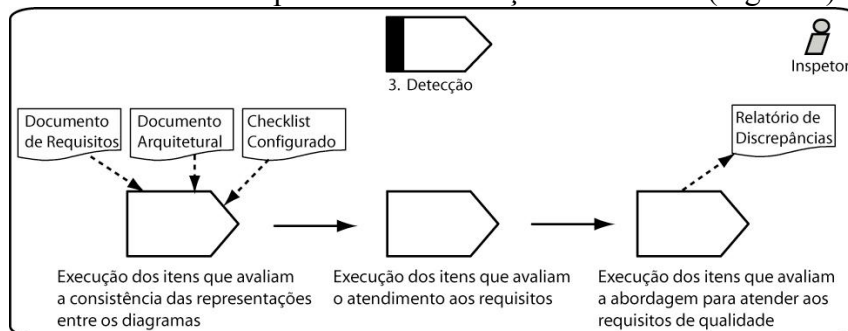 3. Detecção
Inspetor
Documento
de Requisitos
Documento
Arquitetural
Checklist
Configurado
Relatório de
Discrepâncias
Execução dos itens que avaliam
a consistência das representações
entre os diagramas
Execução dos itens que avaliam
o atendimento aos requisitos
Execução dos itens que avaliam
a abordagem para atender aos
requisitos de qualidade